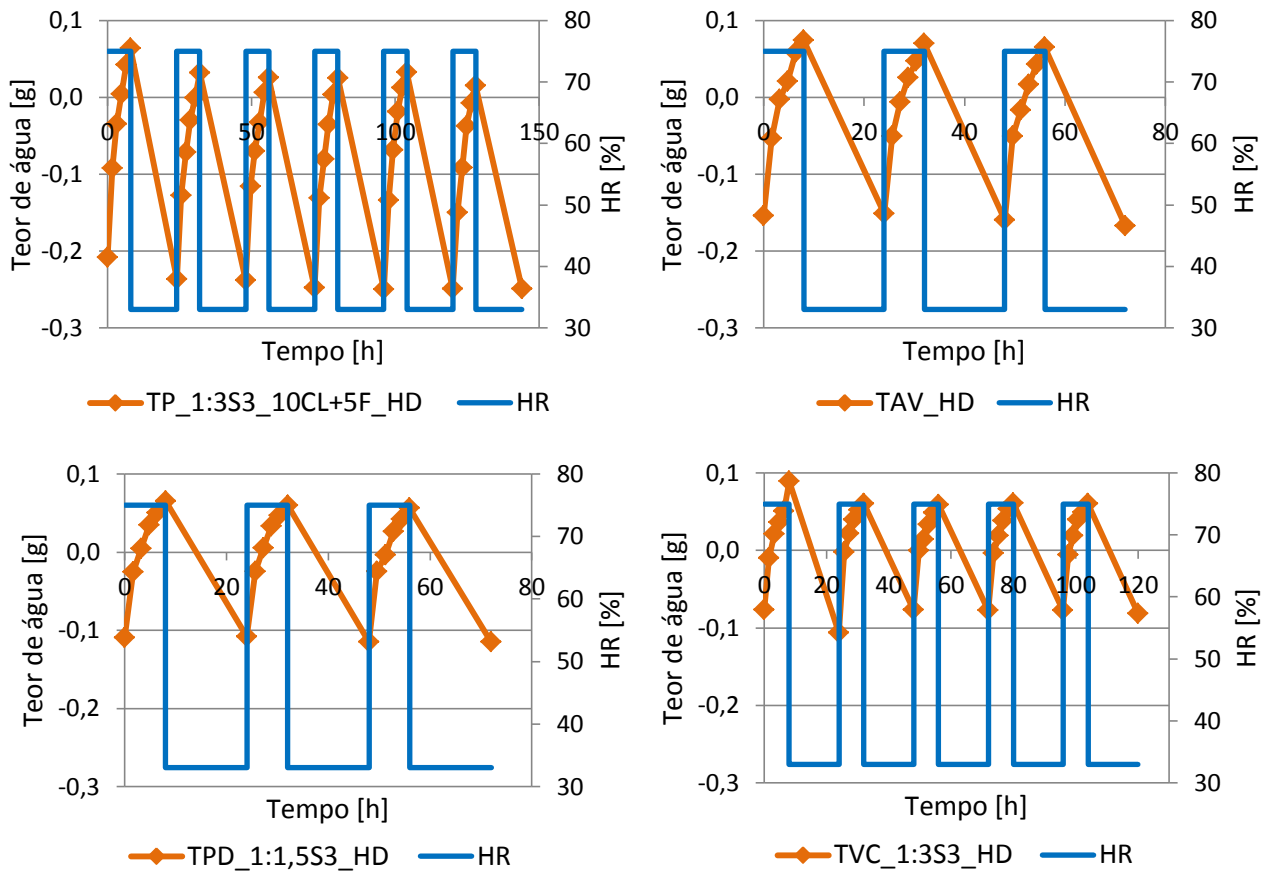 0,1
0,0
-0,1
-0,2
-0,3
Teor de água [g]
0 50 100 150
80
70
60
50
40
30
HR [%]
Tempo [h]
TP_1:3S3_10CL+5F_HD HR
0,1
0,0
-0,1
-0,2
-0,3
Teor de água [g]
0 20 40 60 80
80
70
60
50
40
30
HR [%]
Tempo [h]
TAV_HD HR
0,1
0,0
-0,1
-0,2
-0,3
Teor de água [g]
0 20 40 60 80
80
70
60
50
40
30
HR [%]
Tempo [h]
TPD_1:1,5S3_HD HR
0,1
0,0
-0,1
-0,2
-0,3
Teor de água [g]
0 20 40 60 80 100 120
80
70
60
50
40
30
HR [%]
Tempo [h]
TVC_1:3S3_HD HR